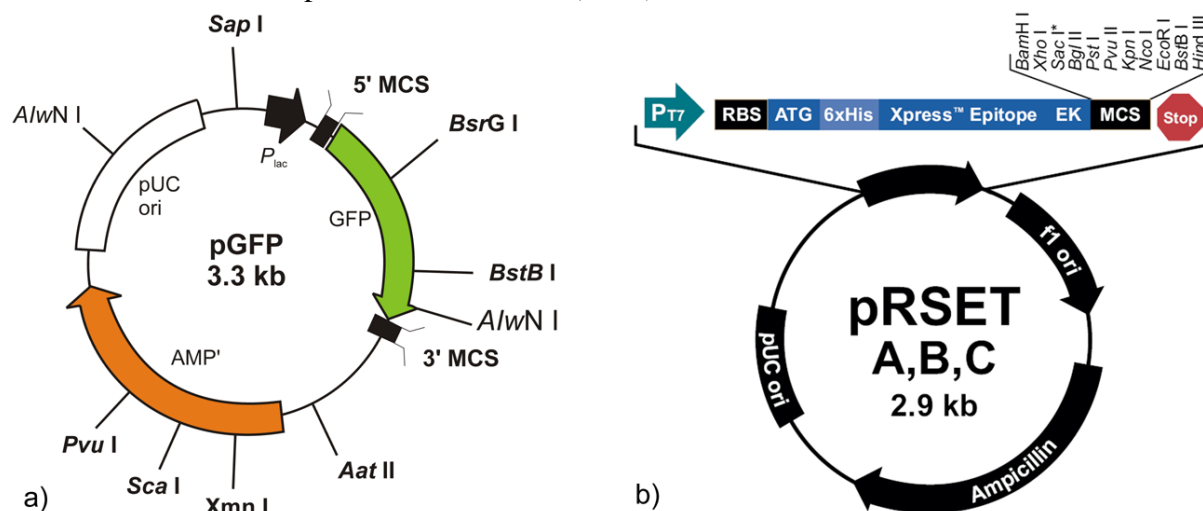 Sap I
5' MCS
AlwN I
BsrG I
Plac
pUC
ori
GFP
pGFP
3.3 kb
BstB I
AlwN I
3' MCS
AMP'
Pvu I
Sca I
Xmn I
Aat II
a)
BamH I
Xho I
Sac I*
Bgl II
Pst I
Pvu II
Kpn I
Nco I
EcoR I
BstB I
Hind III
PT7
RBS ATG 6xHis Xpress™ Epitope EK MCS Stop
f1 ori
pRSET
A,B,C
2.9 kb
pUC ori
Ampicillin
b)